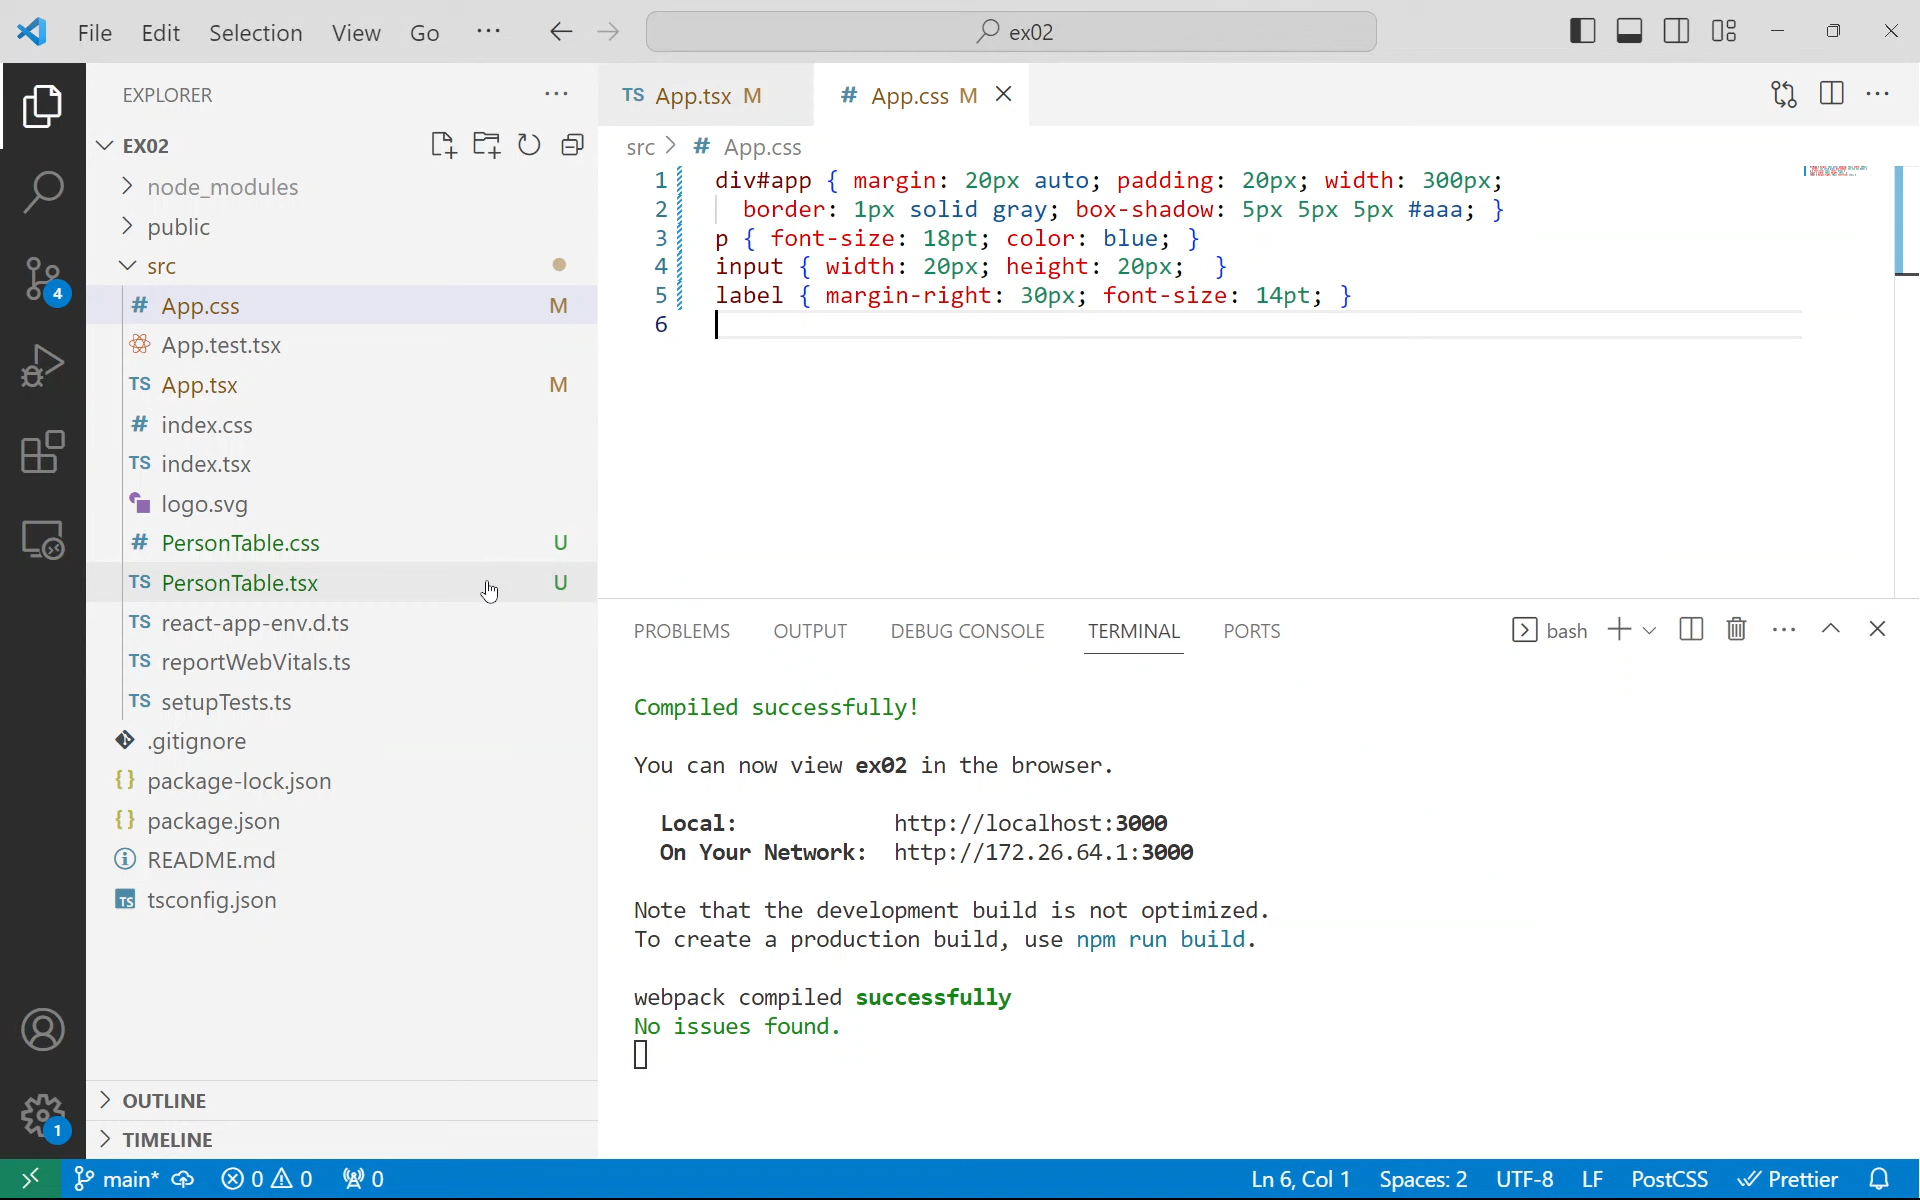 File Edit Selection View Go ··· ex02
EXPLORER ···
EX02
node_modules
public
src
# App.css M
App.test.tsx
TS App.tsx M
# index.css
TS index.tsx
logo.svg
# PersonTable.css U
TS PersonTable.tsx U
TS react-app-env.d.ts
TS reportWebVitals.ts
TS setupTests.ts
.gitignore
{} package-lock.json
{} package.json
README.md
TS tsconfig.json
OUTLINE
TIMELINE
4
1
TS App.tsx M # App.css M
src > # App.css
1 div#app { margin: 20px auto; padding: 20px; width: 300px;
2 border: 1px solid gray; box-shadow: 5px 5px 5px #aaa; }
3 p { font-size: 18pt; color: blue; }
4 input { width: 20px; height: 20px;  }
5 label { margin-right: 30px; font-size: 14pt; }
6
PROBLEMS OUTPUT DEBUG CONSOLE TERMINAL PORTS bash
Compiled successfully!
You can now view ex02 in the browser.
Local: http://localhost:3000
On Your Network: http://172.26.64.1:3000
Note that the development build is not optimized.
To create a production build, use npm run build.
webpack compiled successfully
No issues found.
main* 0 0 0 Ln 6, Col 1 Spaces: 2 UTF-8 LF PostCSS Prettier